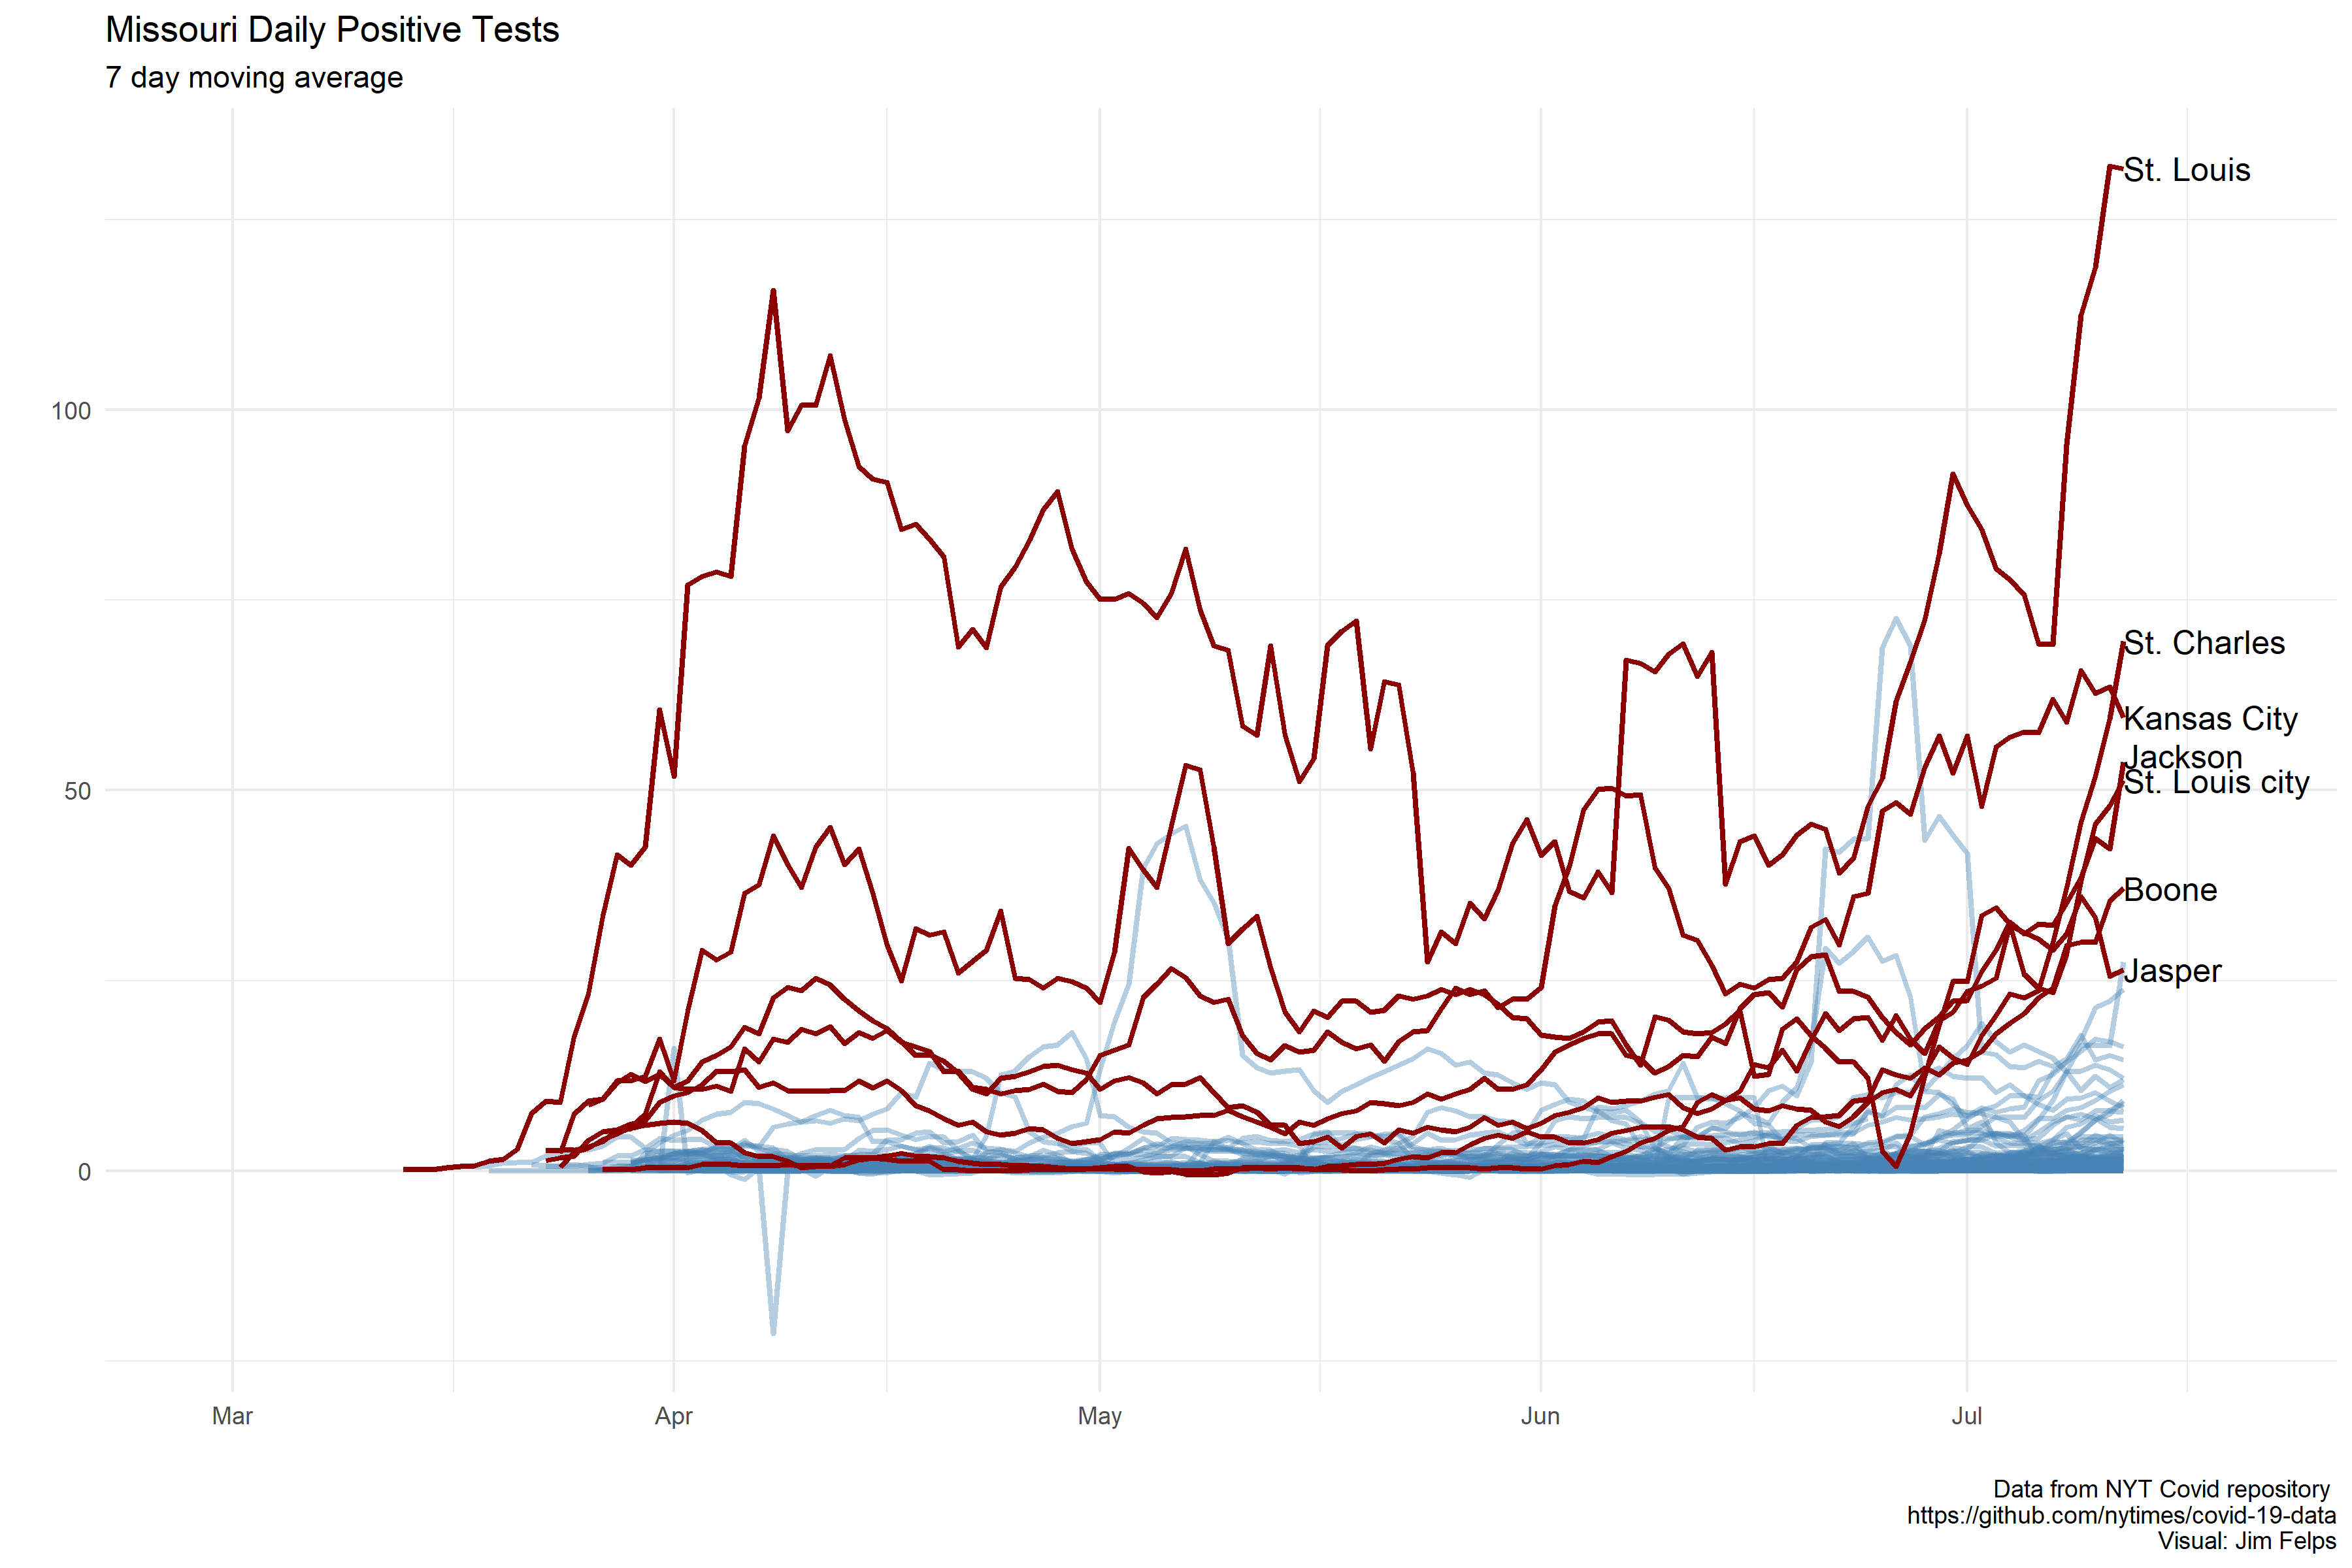 Missouri Daily Positive Tests
7 day moving average
St. Louis
100
St. Charles
Kansas City
Jackson
50
St. Louis city
Boone
Jasper
0
Mar Apr May Jun Jul
Data from NYT Covid repository
https://github.com/nytimes/covid-19-data
Visual: Jim Felps